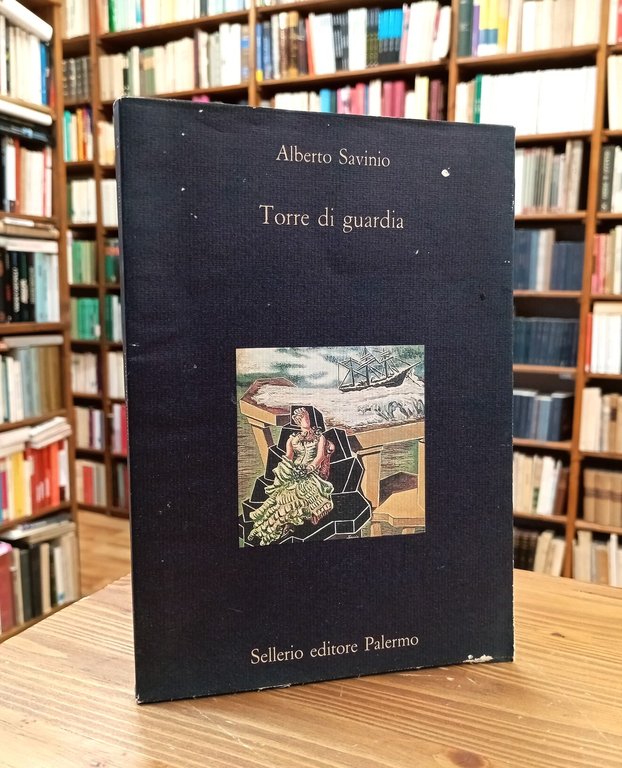 Alberto Savinio
Torre di guardia
Sellerio editore Palermo